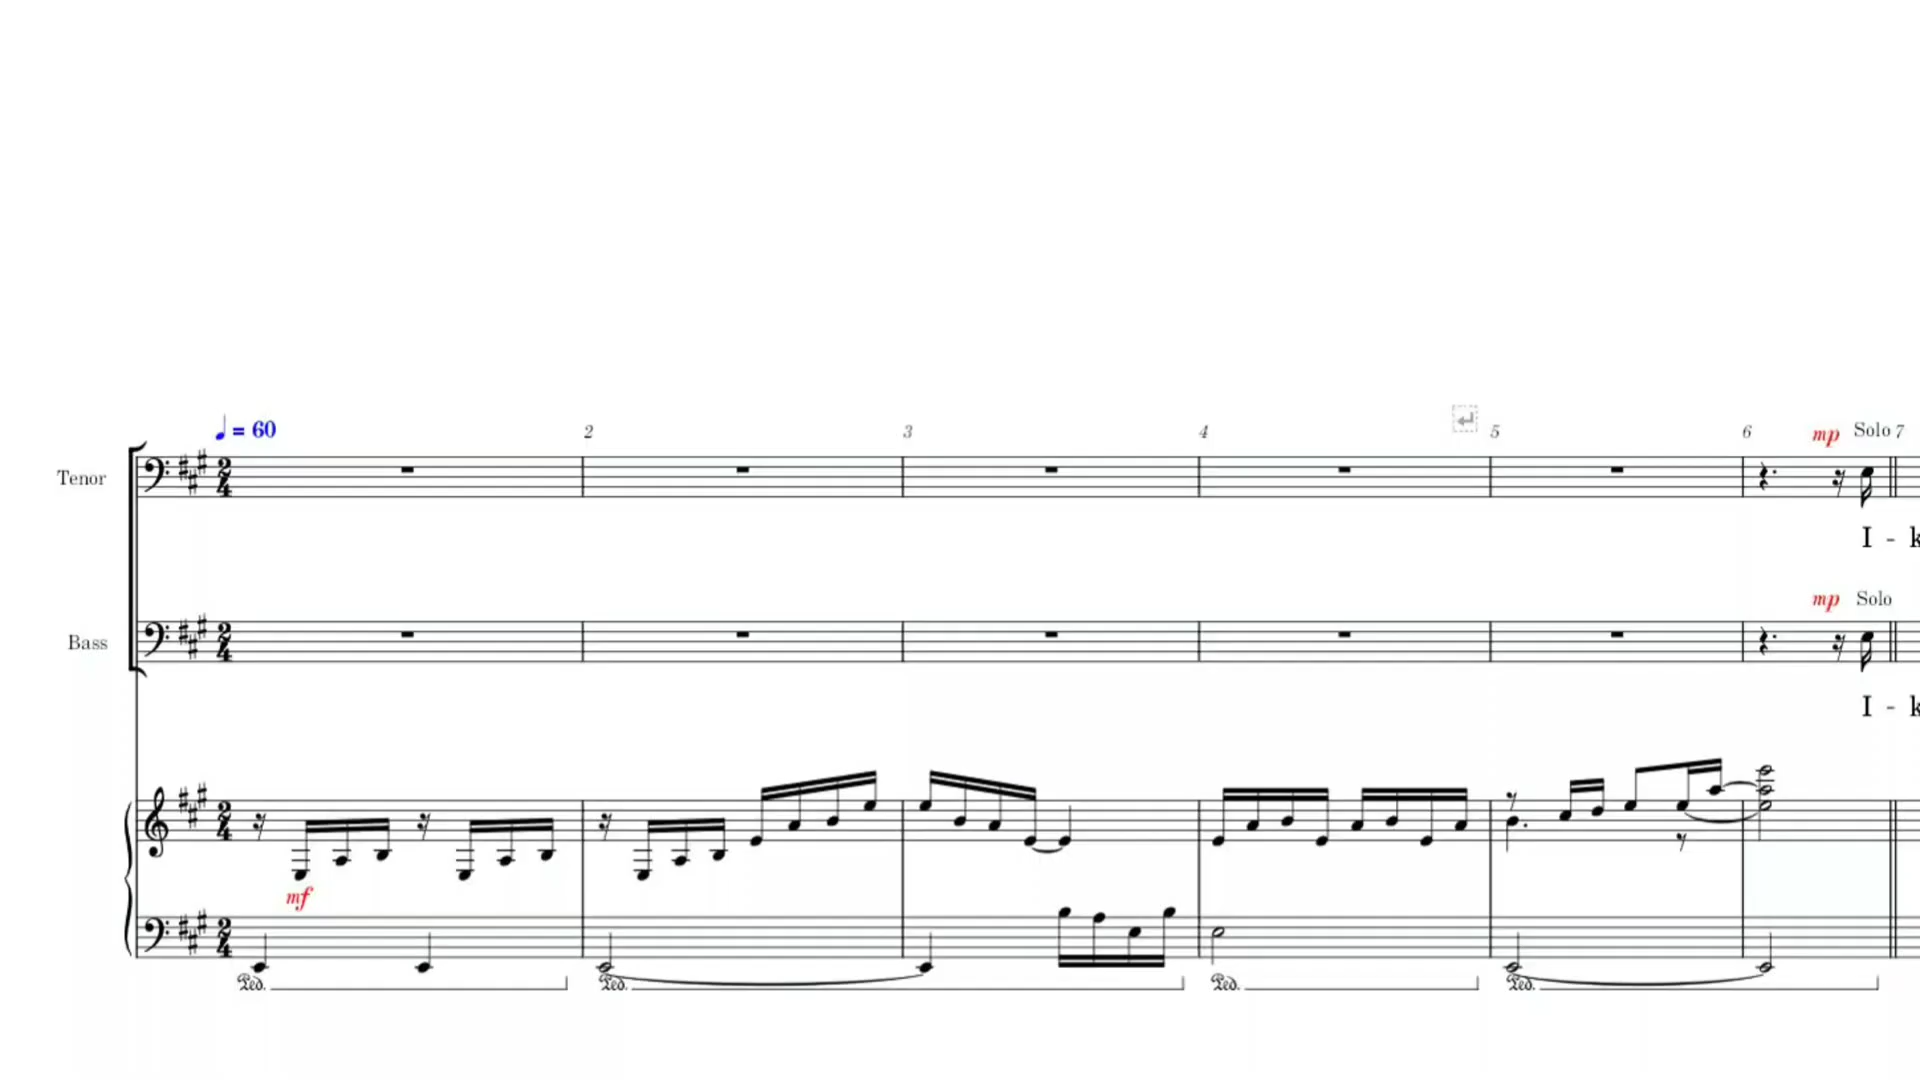 = 60 2 3 4 5 6 mp Solo 7
Tenor
I - k
mp Solo
Bass
I - k
mf
Ped. Ped. Ped. Ped.